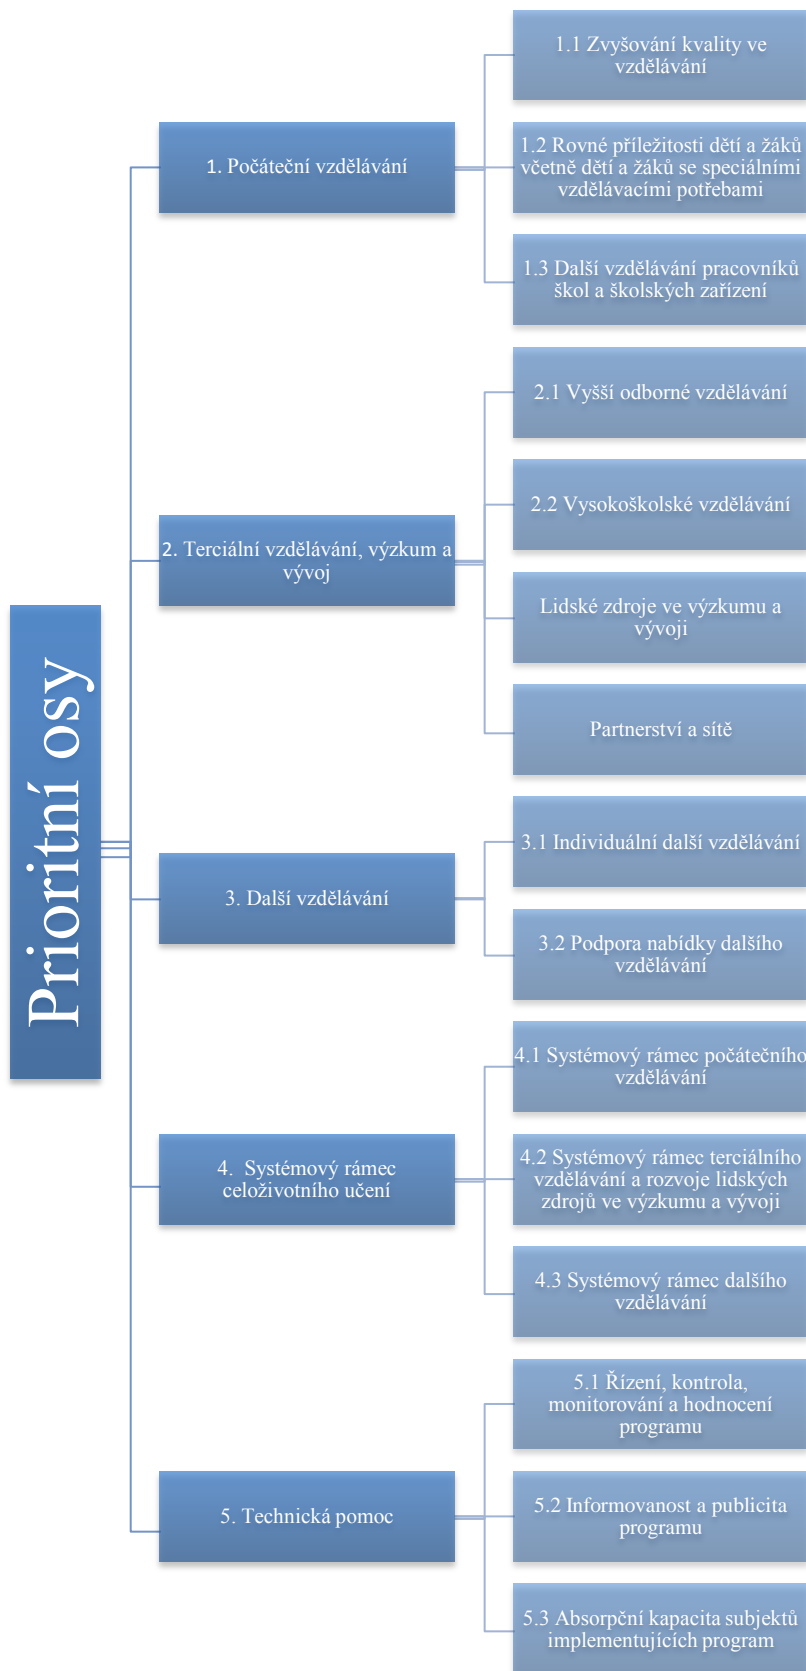 Prioritní osy
1. Počáteční vzdělávání
1.1 Zvyšování kvality ve
vzdělávání
1.2 Rovné příležitosti dětí a žáků
včetně dětí a žáků se speciálními
vzdělávacími potřebami
1.3 Další vzdělávání pracovníků
škol a školských zařízení
2. Terciální vzdělávání, výzkum a
vývoj
2.1 Vyšší odborné vzdělávání
2.2 Vysokoškolské vzdělávání
Lidské zdroje ve výzkumu a
vývoji
Partnerství a sítě
3. Další vzdělávání
3.1 Individuální další vzdělávání
3.2 Podpora nabídky dalšího
vzdělávání
4. Systémový rámec
celoživotního učení
4.1 Systémový rámec počátečního
vzdělávání
4.2 Systémový rámec terciálního
vzdělávání a rozvoje lidských
zdrojů ve výzkumu a vývoji
4.3 Systémový rámec dalšího
vzdělávání
5. Technická pomoc
5.1 Řízení, kontrola,
monitorování a hodnocení
programu
5.2 Informovanost a publicita
programu
5.3 Absorpční kapacita subjektů
implementujících program